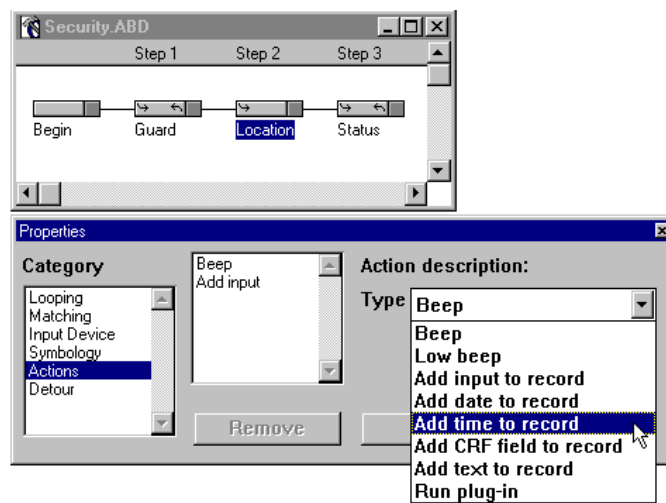 Security.ABD
Step 1 Step 2 Step 3
Begin Guard Location Status
Properties
Category
Looping
Matching
Input Device
Symbology
Actions
Detour
Beep
Add input
Remove
Action description:
Type Beep
Beep
Low beep
Add input to record
Add date to record
Add time to record
Add CRF field to record
Add text to record
Run plug-in